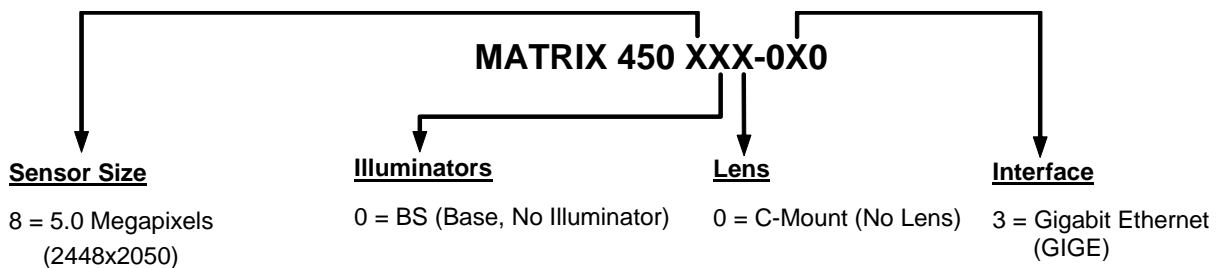 MATRIX 450 XXX-0X0
Sensor Size
8 = 5.0 Megapixels
(2448x2050)
Illuminators
0 = BS (Base, No Illuminator)
Lens
0 = C-Mount (No Lens)
Interface
3 = Gigabit Ethernet
(GIGE)